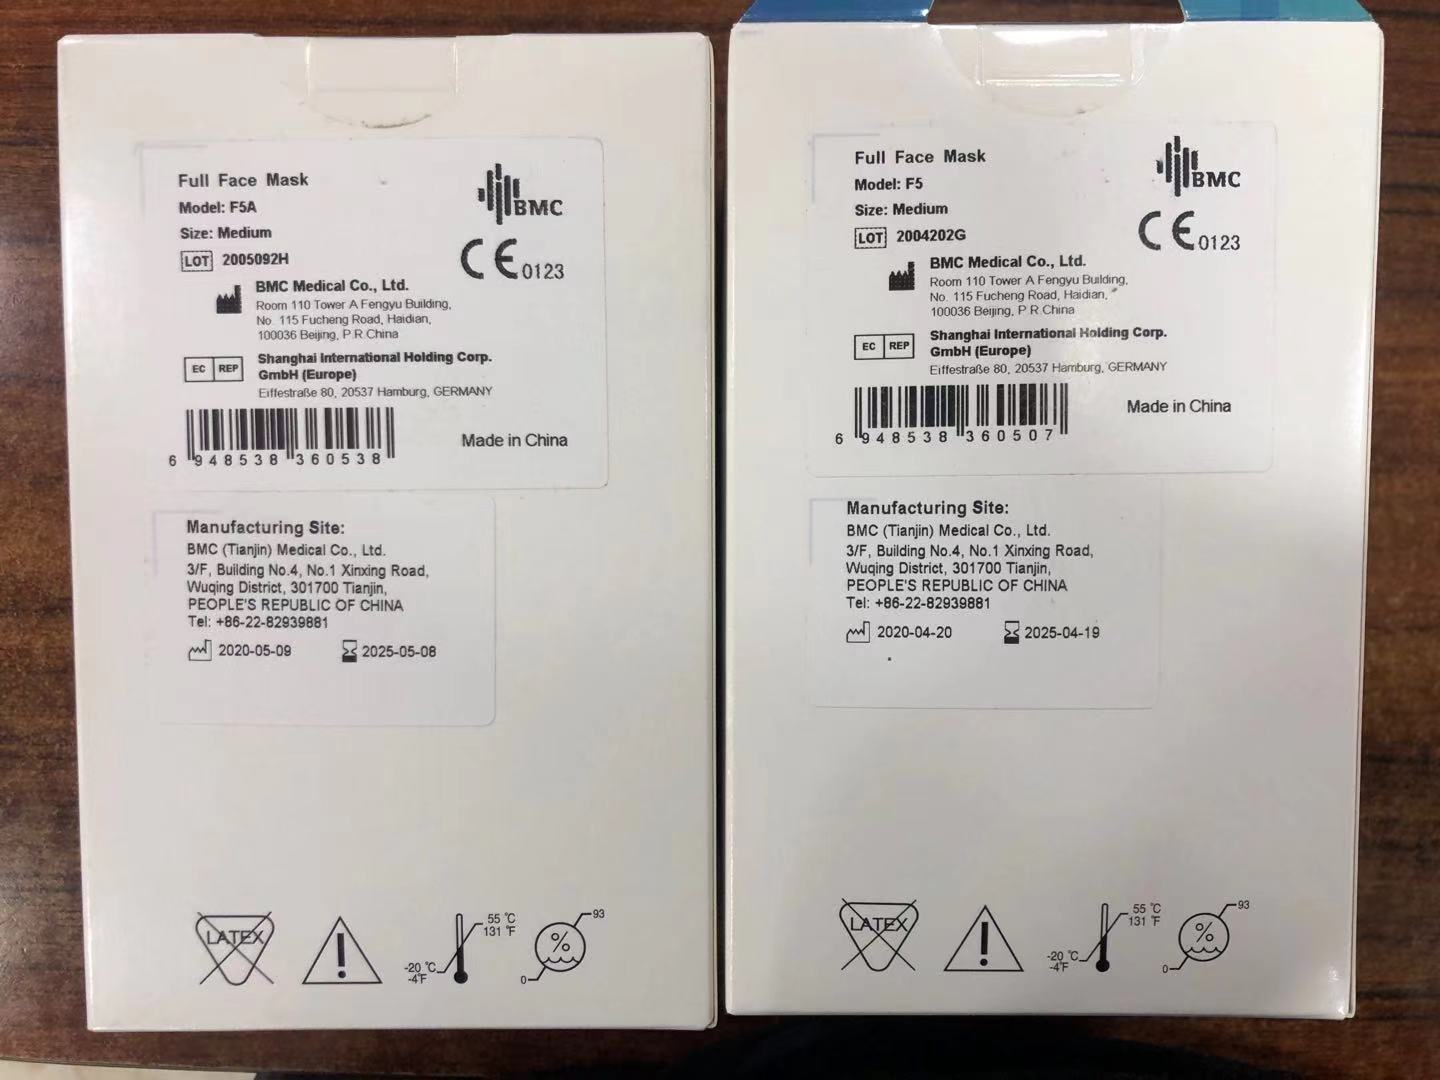 Full Face Mask
Model: F5A
Size: Medium
LOT 2005092H
BMC
CE 0123
BMC Medical Co., Ltd.
Room 110 Tower A Fengyu Building,
No. 115 Fucheng Road, Haidian,
100036 Beijing, P.R.China
EC REP
Shanghai International Holding Corp.
GmbH (Europe)
Eiffestraße 80, 20537 Hamburg, GERMANY
6 948538 360538
Made in China
Manufacturing Site:
BMC (Tianjin) Medical Co., Ltd.
3/F, Building No.4, No.1 Xinxing Road,
Wuqing District, 301700 Tianjin,
PEOPLE'S REPUBLIC OF CHINA
Tel: +86-22-82939881
2020-05-09 2025-05-08
LATEX
!
55 ℃
131 ℉
-20 ℃
-4℉
%
93
0
Full Face Mask
Model: F5
Size: Medium
LOT 2004202G
BMC
CE 0123
BMC Medical Co., Ltd.
Room 110 Tower A Fengyu Building,
No. 115 Fucheng Road, Haidian,
100036 Beijing, P.R.China
EC REP
Shanghai International Holding Corp.
GmbH (Europe)
Eiffestraße 80, 20537 Hamburg, GERMANY
6 948538 360507
Made in China
Manufacturing Site:
BMC (Tianjin) Medical Co., Ltd.
3/F, Building No.4, No.1 Xinxing Road,
Wuqing District, 301700 Tianjin,
PEOPLE'S REPUBLIC OF CHINA
Tel: +86-22-82939881
2020-04-20 2025-04-19
LATEX
!
55 ℃
131 ℉
-20 ℃
-4℉
%
93
0